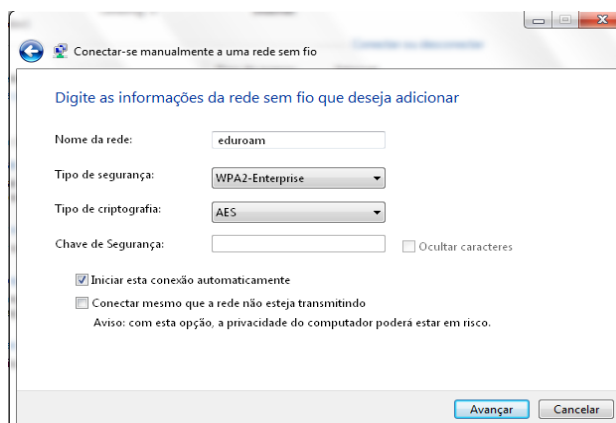 Conectar-se manualmente a uma rede sem fio
Conectar ou desconectar
Digite as informações da rede sem fio que deseja adicionar
Nome da rede: eduroam
Tipo de segurança: WPA2-Enterprise
Tipo de criptografia: AES
Chave de Segurança: Ocultar caracteres
Iniciar esta conexão automaticamente
Conectar mesmo que a rede não esteja transmitindo
Aviso: com esta opção, a privacidade do computador poderá estar em risco.
Avançar Cancelar